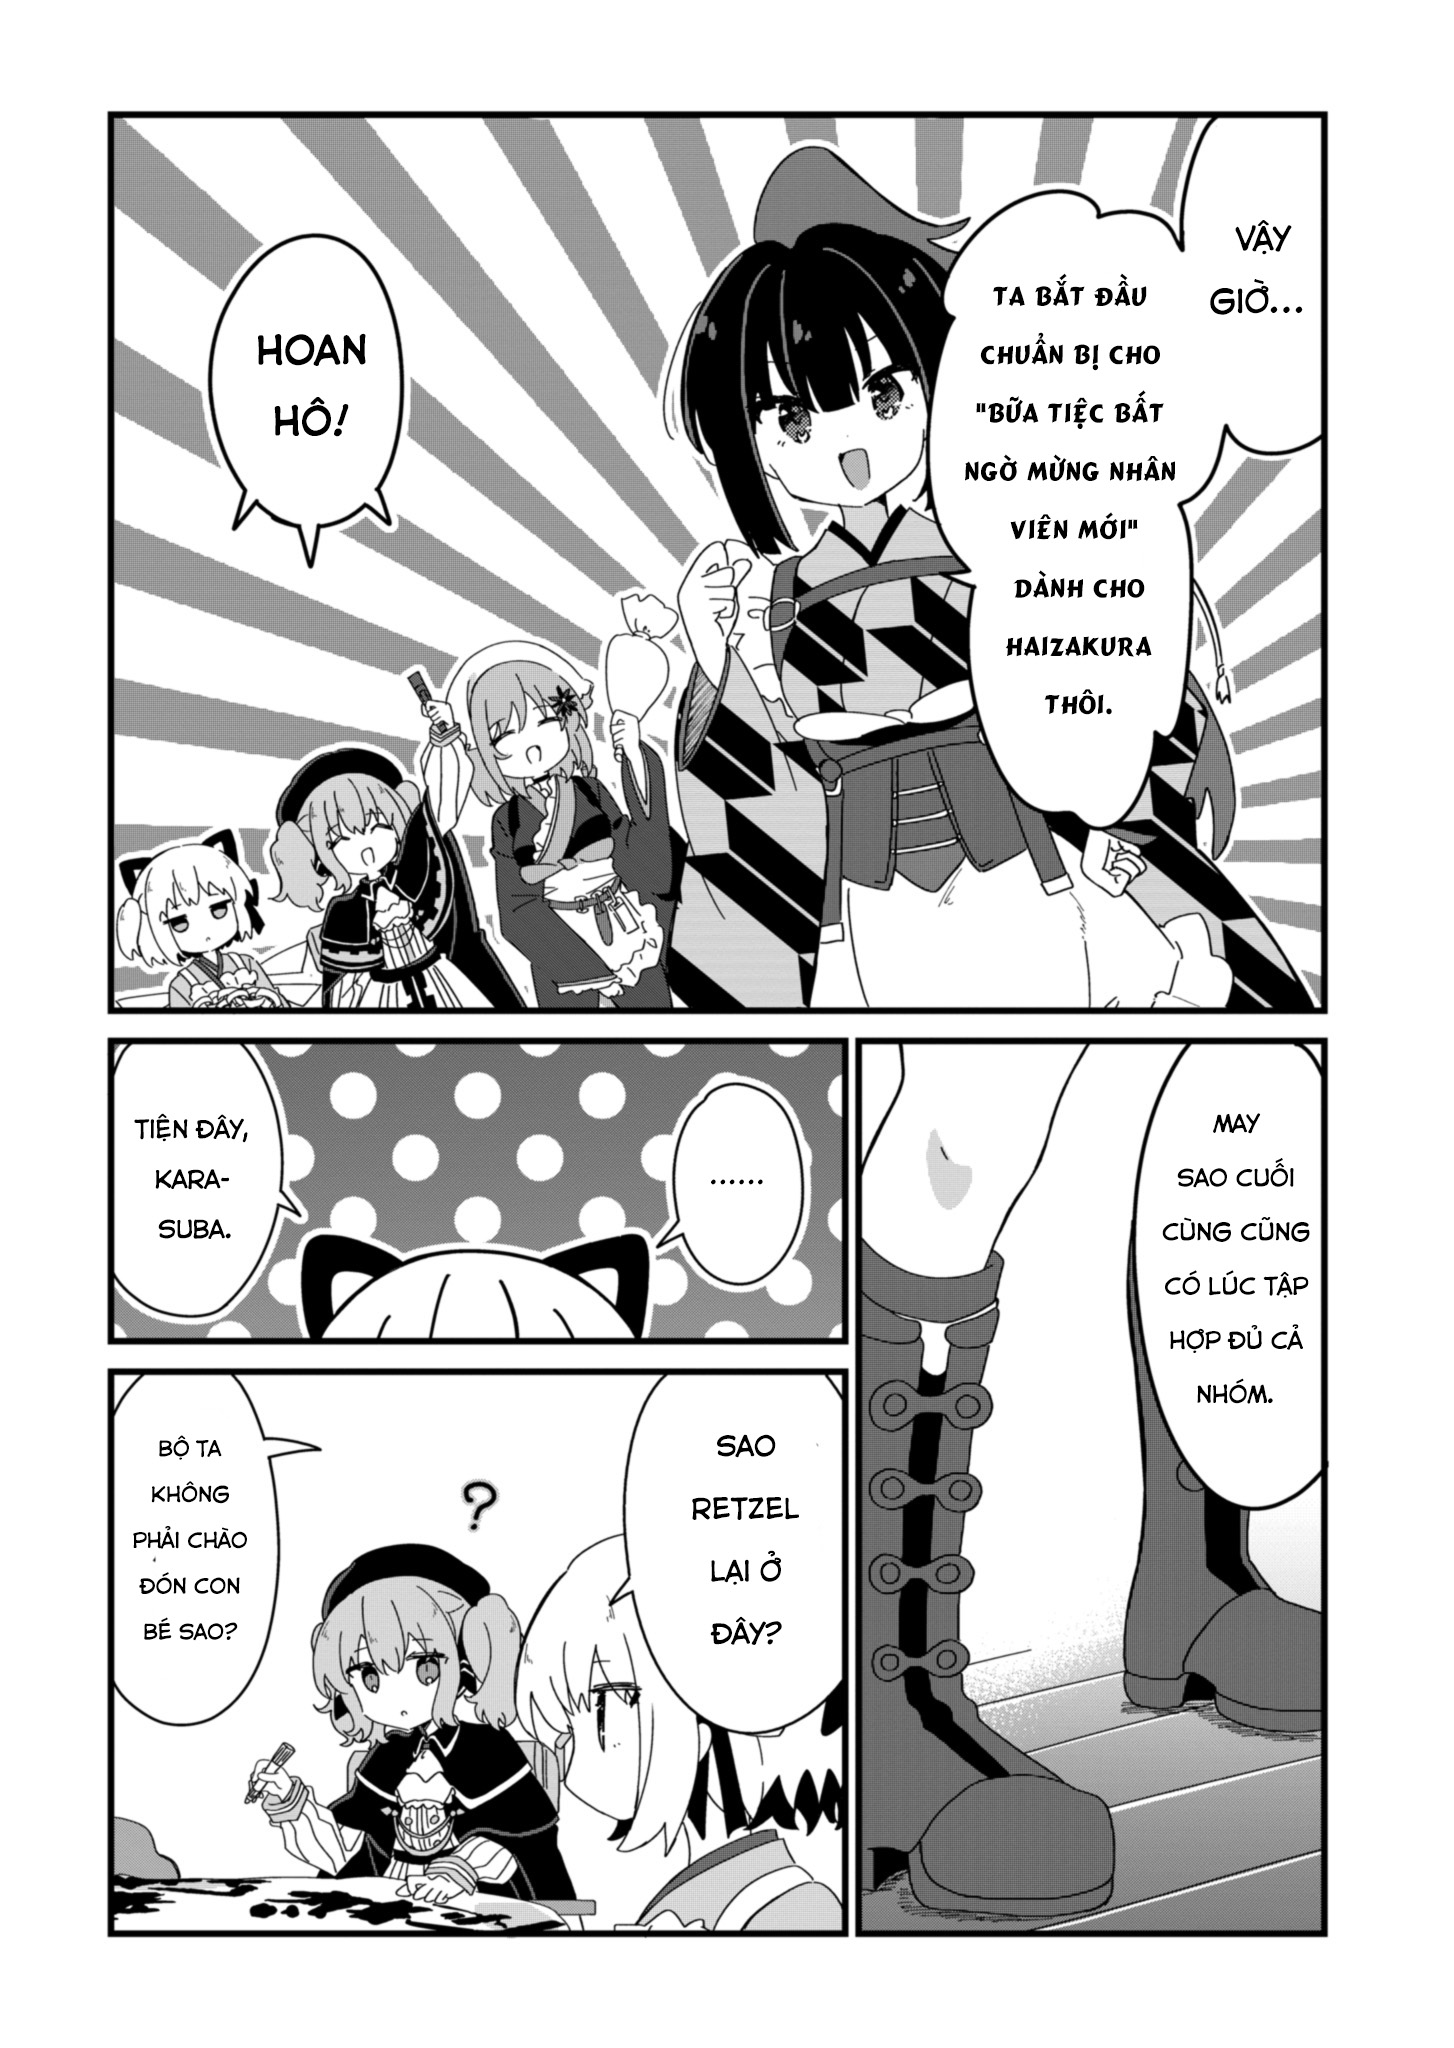 VẬY
GIỜ...
TA BẮT ĐẦU
CHUẨN BỊ CHO
"BỮA TIỆC BẤT
NGỜ MỪNG NHÂN
VIÊN MỚI"
DÀNH CHO
HAIZAKURA
THÔI.
HOAN
HÔ!
MAY
SAO CUỐI
CÙNG CŨNG
CÓ LÚC TẬP
HỢP ĐỦ CẢ
NHÓM.
......
TIỆN ĐÂY,
KARA-
SUBA.
SAO
RETZEL
LẠI Ở
ĐÂY?
?
BỘ TA
KHÔNG
PHẢI CHÀO
ĐÓN CON
BÉ SAO?